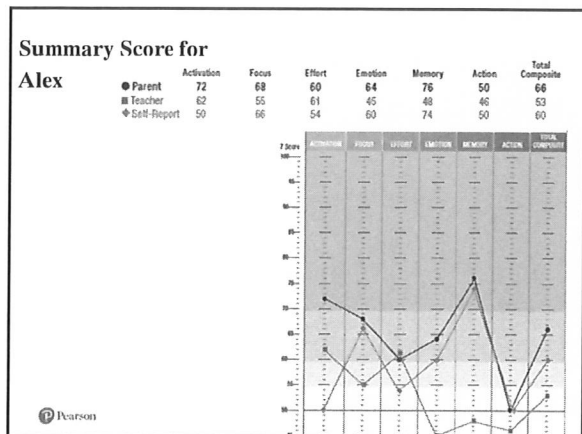 Summary Score for
Alex
Activation Focus Effort Emotion Memory Action Total Composite
Parent 72 68 60 64 76 50 66
Teacher 62 55 61 45 48 46 53
Self-Report 50 66 54 60 74 50 60
T Score ACTIVATION FOCUS EFFORT EMOTION MEMORY ACTION TOTAL COMPOSITE
100
95
90
85
80
75
70
65
60
55
50
45
Pearson